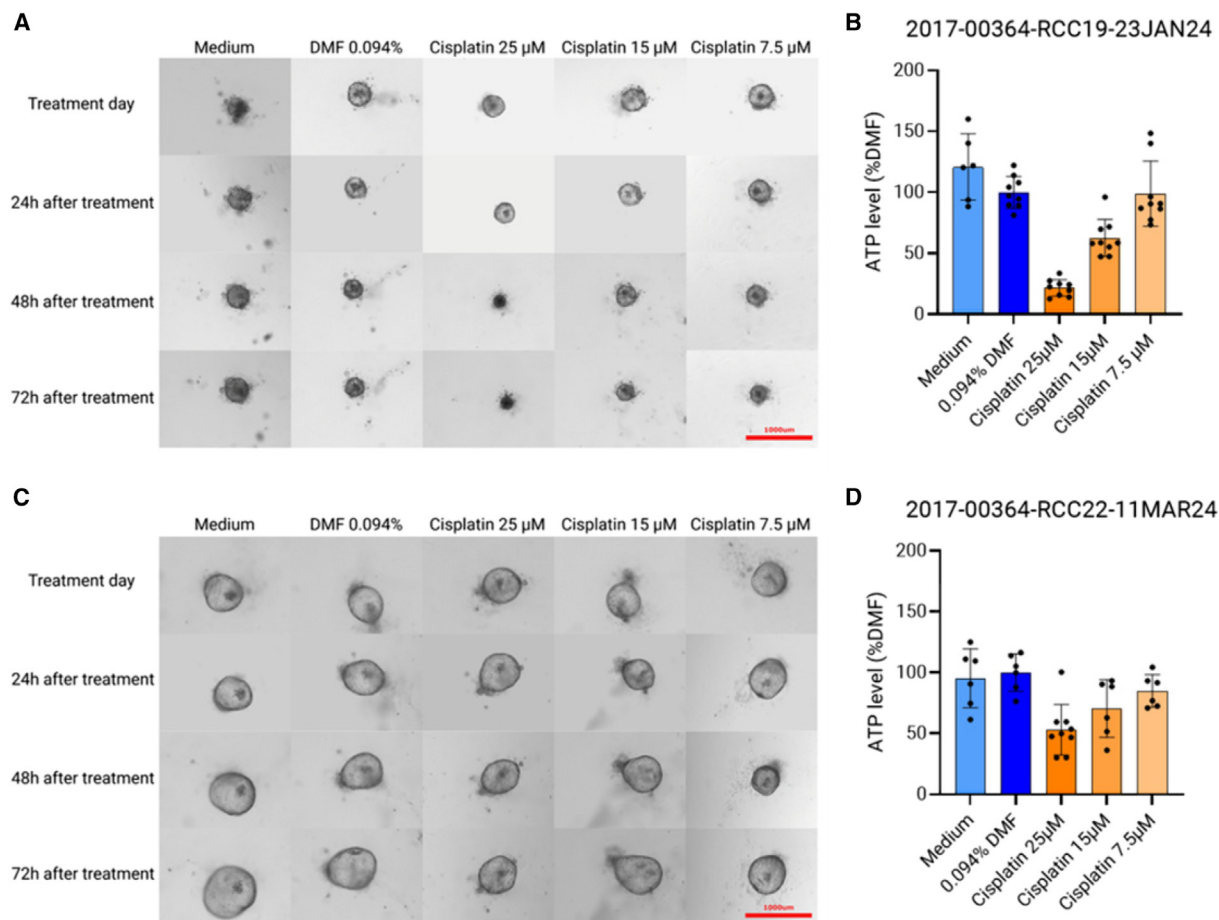 A
Medium DMF 0.094% Cisplatin 25 µM Cisplatin 15 µM Cisplatin 7.5 µM
Treatment day
24h after treatment
48h after treatment
72h after treatment
1000um
B
2017-00364-RCC19-23JAN24
ATP level (%DMF)
200
150
100
50
0
Medium
0.094% DMF
Cisplatin 25µM
Cisplatin 15µM
Cisplatin 7.5 µM
C
Medium DMF 0.094% Cisplatin 25 µM Cisplatin 15 µM Cisplatin 7.5 µM
Treatment day
24h after treatment
48h after treatment
72h after treatment
1000um
D
2017-00364-RCC22-11MAR24
ATP level (%DMF)
200
150
100
50
0
Medium
0.094% DMF
Cisplatin 25µM
Cisplatin 15µM
Cisplatin 7.5µM